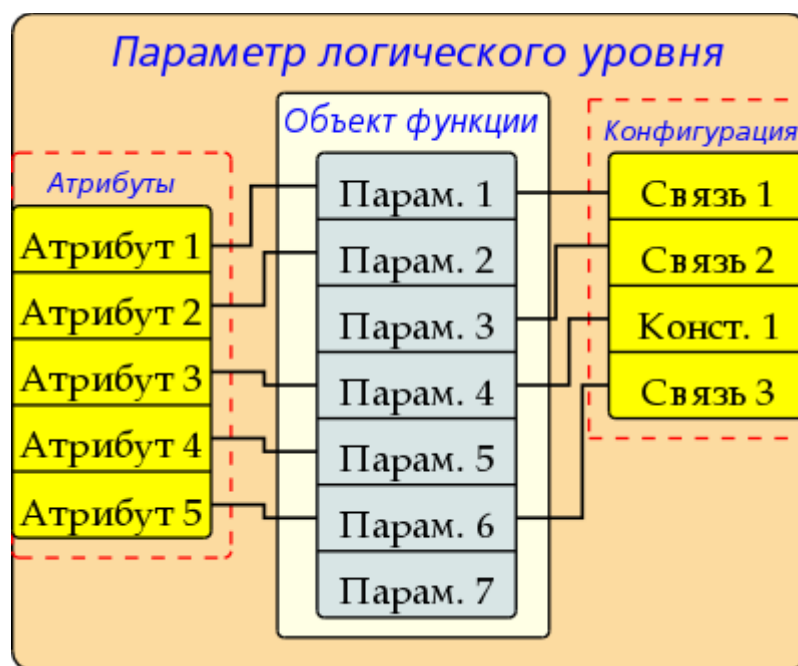 Параметр логического уровня
Атрибуты
Атрибут 1
Атрибут 2
Атрибут 3
Атрибут 4
Атрибут 5
Объект функции
Парам. 1
Парам. 2
Парам. 3
Парам. 4
Парам. 5
Парам. 6
Парам. 7
Конфигурация
Связь 1
Связь 2
Конст. 1
Связь 3